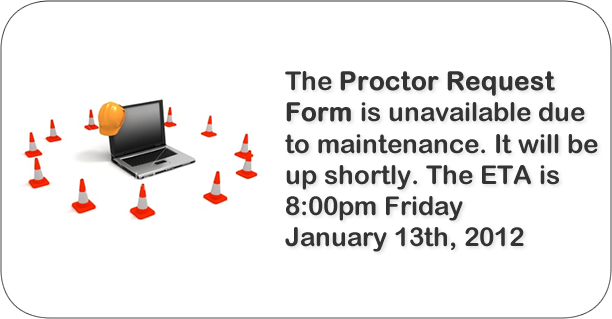 The Proctor Request
Form is unavailable due
to maintenance. It will be
up shortly. The ETA is
8:00pm Friday
January 13th, 2012